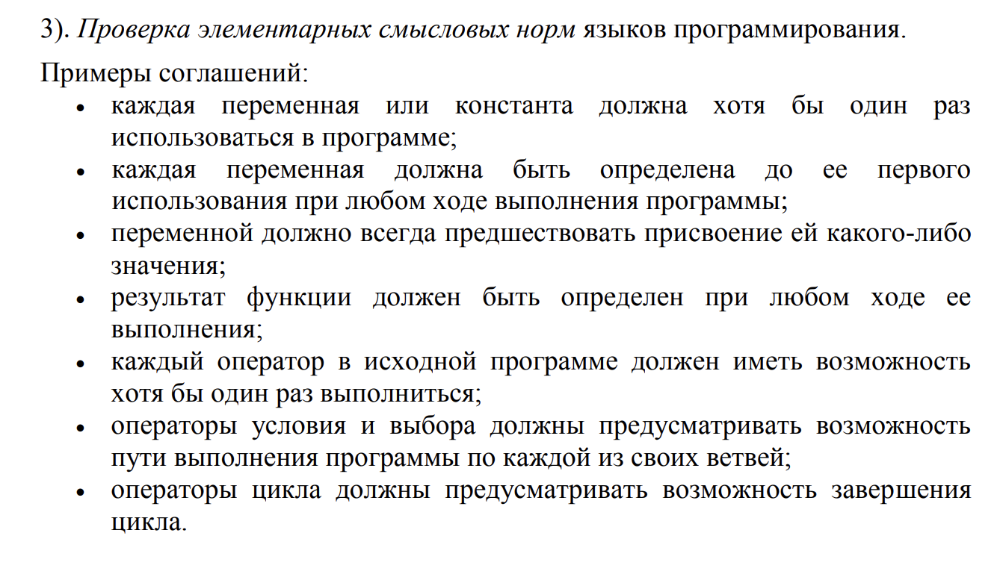 3). Проверка элементарных смысловых норм языков программирования.
Примеры соглашений:
• каждая переменная или константа должна хотя бы один раз
использоваться в программе;
• каждая переменная должна быть определена до ее первого
использования при любом ходе выполнения программы;
• переменной должно всегда предшествовать присвоение ей какого-либо
значения;
• результат функции должен быть определен при любом ходе ее
выполнения;
• каждый оператор в исходной программе должен иметь возможность
хотя бы один раз выполниться;
• операторы условия и выбора должны предусматривать возможность
пути выполнения программы по каждой из своих ветвей;
• операторы цикла должны предусматривать возможность завершения
цикла.